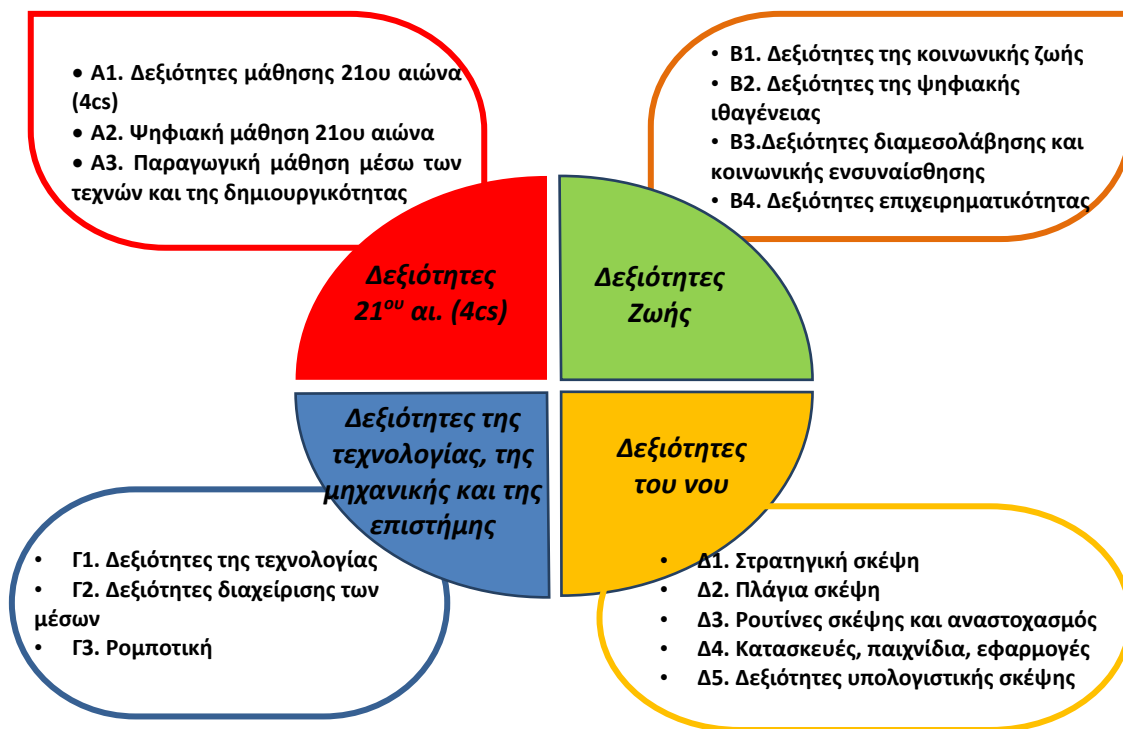 • Α1. Δεξιότητες μάθησης 21ου αιώνα
(4cs)
• Α2. Ψηφιακή μάθηση 21ου αιώνα
• Α3. Παραγωγική μάθηση μέσω των
τεχνών και της δημιουργικότητας
• Β1. Δεξιότητες της κοινωνικής ζωής
• Β2. Δεξιότητες της ψηφιακής
ιθαγένειας
• Β3.Δεξιότητες διαμεσολάβησης και
κοινωνικής ενσυναίσθησης
• Β4. Δεξιότητες επιχειρηματικότητας
Δεξιότητες
21ου αι. (4cs)
Δεξιότητες
Ζωής
Δεξιότητες της
τεχνολογίας, της
μηχανικής και της
επιστήμης
Δεξιότητες
του νου
• Γ1. Δεξιότητες της τεχνολογίας
• Γ2. Δεξιότητες διαχείρισης των
μέσων
• Γ3. Ρομποτική
• Δ1. Στρατηγική σκέψη
• Δ2. Πλάγια σκέψη
• Δ3. Ρουτίνες σκέψης και αναστοχασμός
• Δ4. Κατασκευές, παιχνίδια, εφαρμογές
• Δ5. Δεξιότητες υπολογιστικής σκέψης